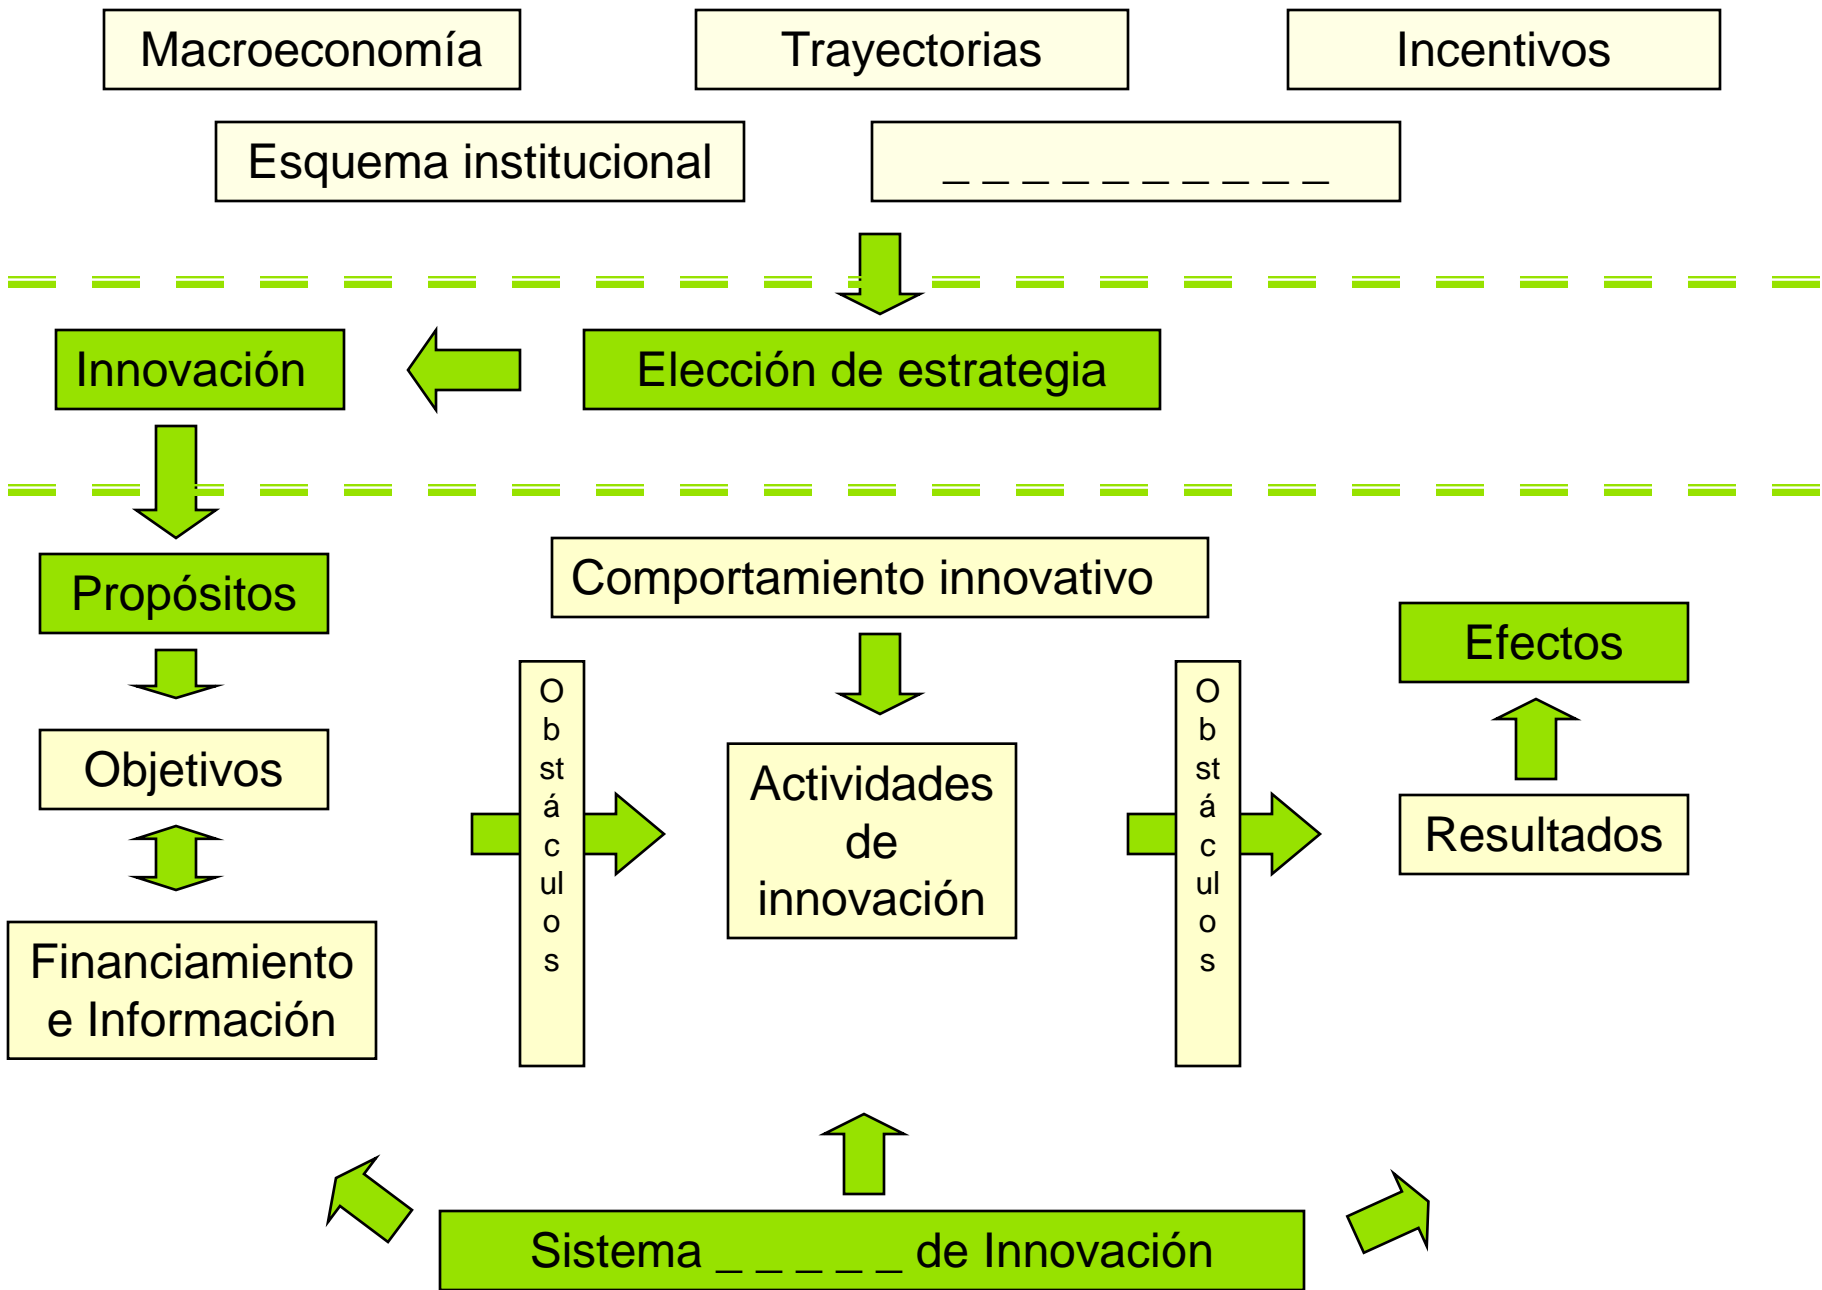 Macroeconomía
Trayectorias
Incentivos
Esquema institucional
_ _ _ _ _ _ _ _ _ _
Innovación
Elección de estrategia
Propósitos
Comportamiento innovativo
Efectos
Objetivos
O
b
st
á
c
ul
o
s
Actividades
de
innovación
O
b
st
á
c
ul
o
s
Resultados
Financiamiento
e Información
Sistema _ _ _ _ _ de Innovación